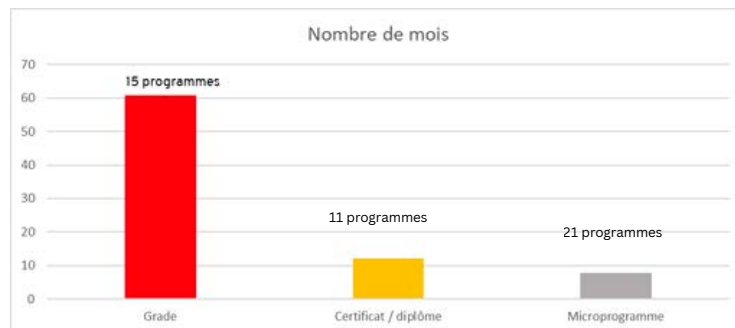 Nombre de mois
70
15 programmes
60
50
40
30
11 programmes
21 programmes
20
10
0
Grade
Certificat / diplôme
Microprogramme